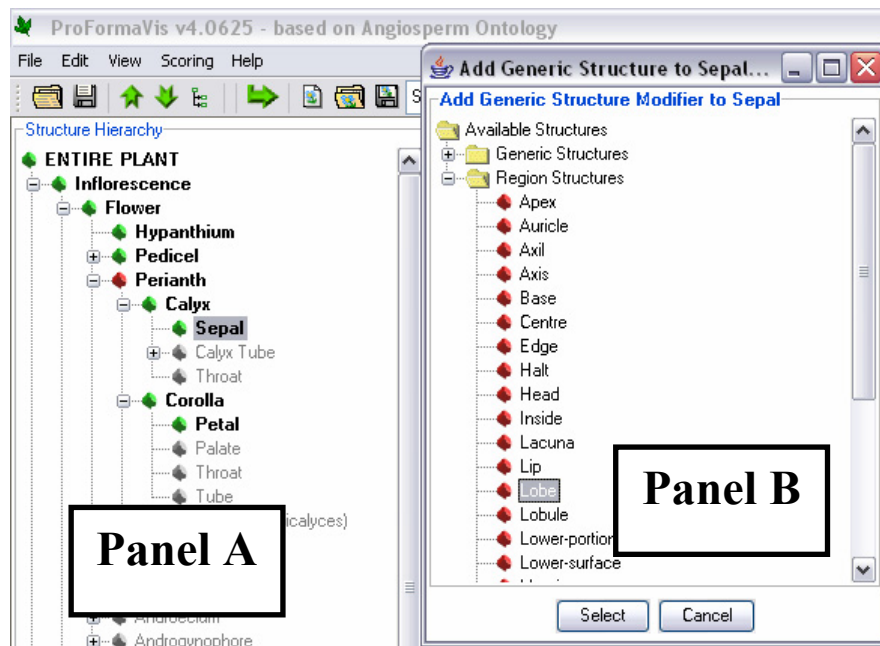 ProFormaVis v4.0625 - based on Angiosperm Ontology
File Edit View Scoring Help
S
Structure Hierarchy
ENTIRE PLANT
Inflorescence
Flower
Hypanthium
Pedicel
Perianth
Calyx
Sepal
Calyx Tube
Throat
Corolla
Petal
Palate
Throat
Tube
icalyces)
Androecium
Androgynophore
Panel A
Add Generic Structure to Sepal...
Add Generic Structure Modifier to Sepal
Available Structures
Generic Structures
Region Structures
Apex
Auricle
Axil
Axis
Base
Centre
Edge
Halt
Head
Inside
Lacuna
Lip
Lobe
Lobule
Lower-portion
Lower-surface
Panel B
Select Cancel